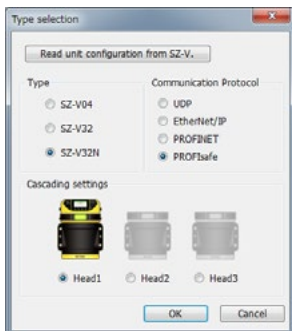 Type selection
Read unit configuration from SZ-V.
Type
SZ-V04
SZ-V32
SZ-V32N
Communication Protocol
UDP
EtherNet/IP
PROFINET
PROFIsafe
Cascading settings
Head1 Head2 Head3
OK Cancel